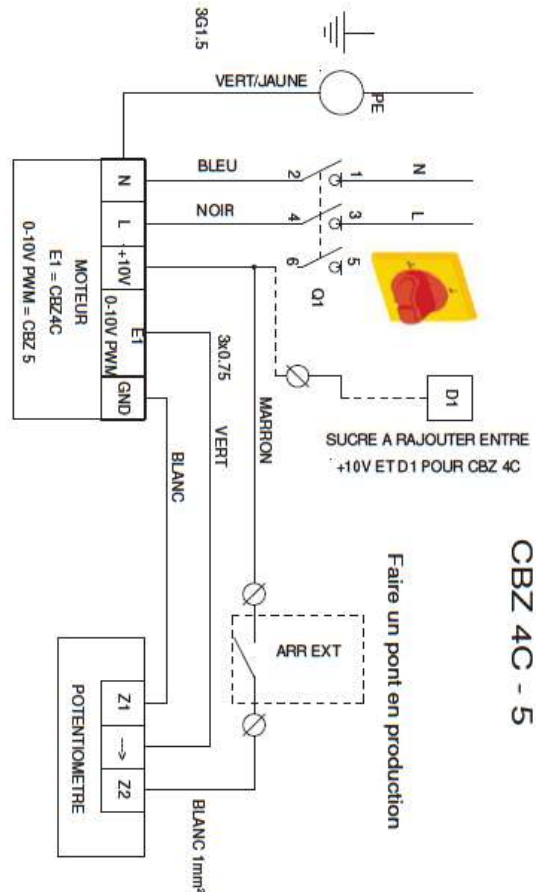 CBZ 4C - 5
3G1.5
VERT/JAUNE
PE
BLEU
2
1
N
NOIR
4
3
L
6
5
Q1
D1
SUCRE A RAJOUTER ENTRE
+10V ET D1 POUR CBZ 4C
N
L
+10V
E1
0-10V PWM
GND
MOTEUR
E1 = CBZ4C
0-10V PWM = CBZ 5
3x0.75
MARRON
VERT
BLANC
Faire un pont en production
ARR EXT
Z1
--->
Z2
POTENTIOMETRE
BLANC 1mm²